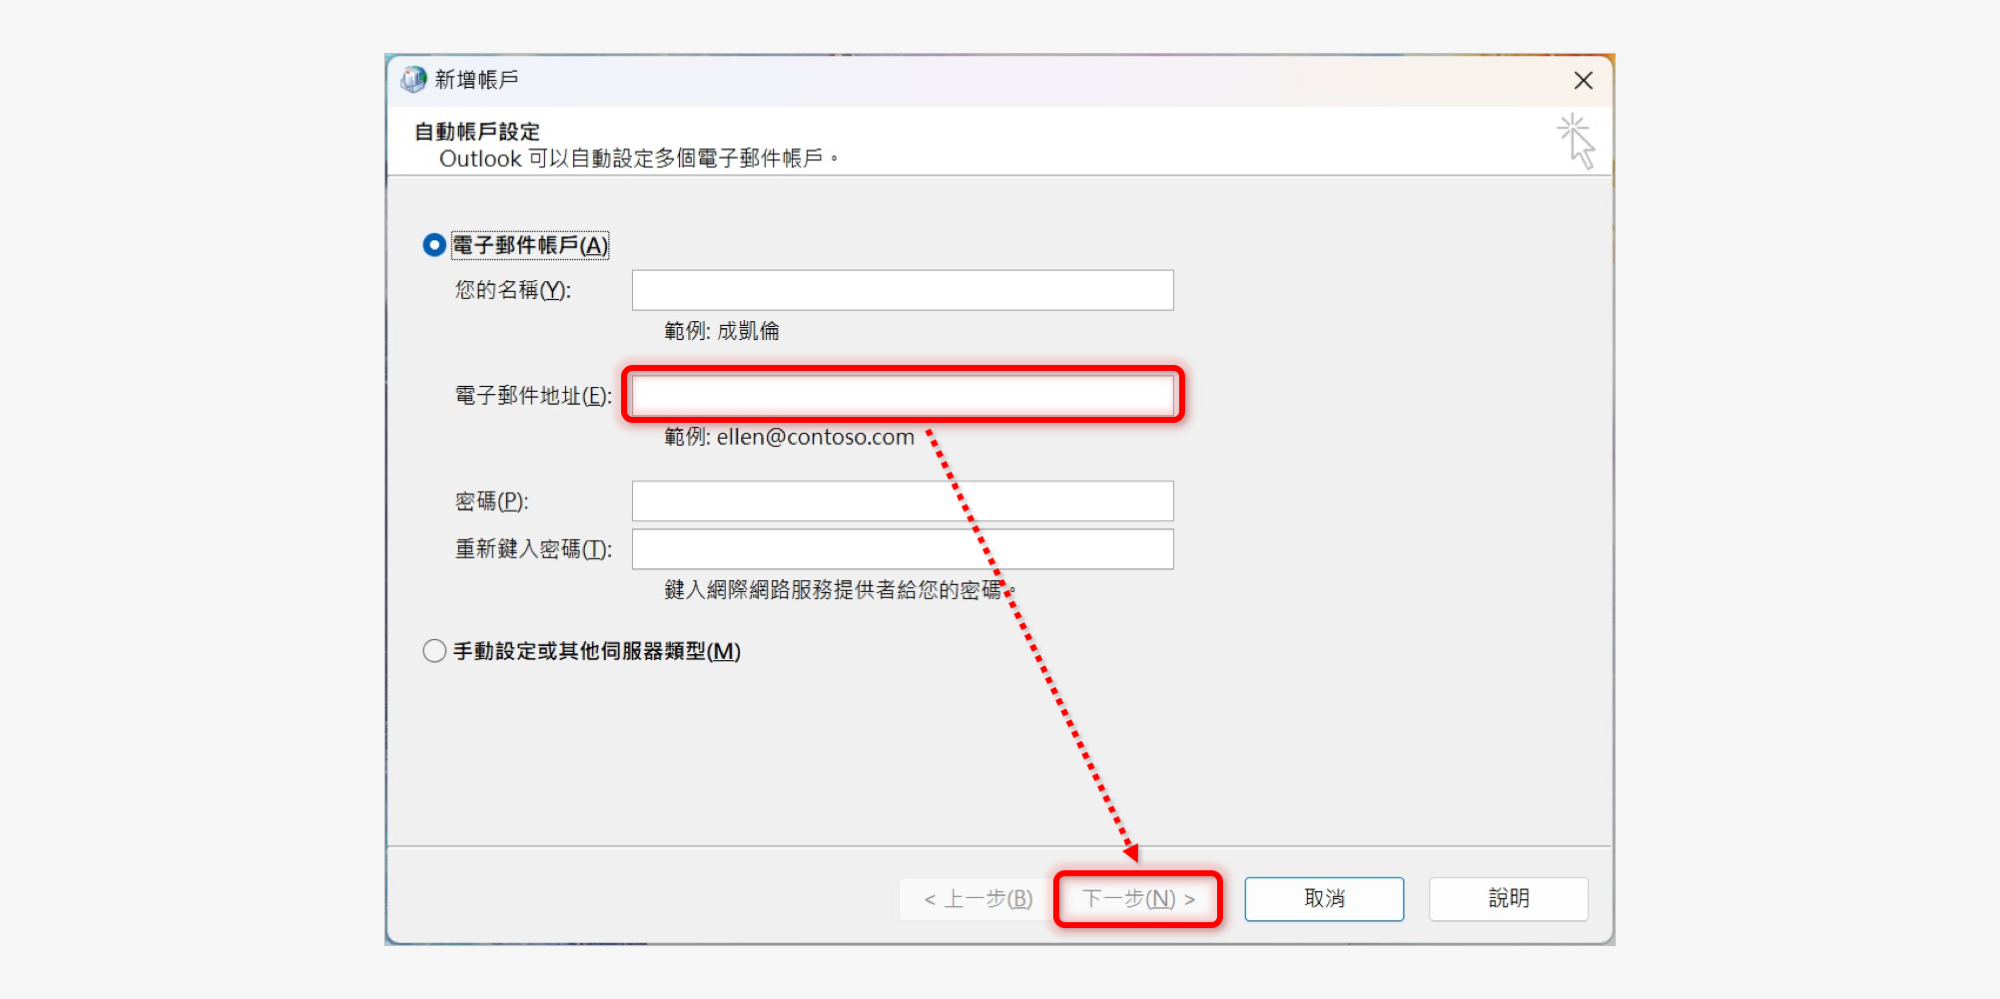 新增帳戶
自動帳戶設定
Outlook 可以自動設定多個電子郵件帳戶。
電子郵件帳戶(A)
您的名稱(Y):
範例: 成凱倫
電子郵件地址(E):
範例: ellen@contoso.com
密碼(P):
重新鍵入密碼(T):
鍵入網際網路服務提供者給您的密碼。
手動設定或其他伺服器類型(M)
< 上一步(B) 下一步(N) > 取消 說明